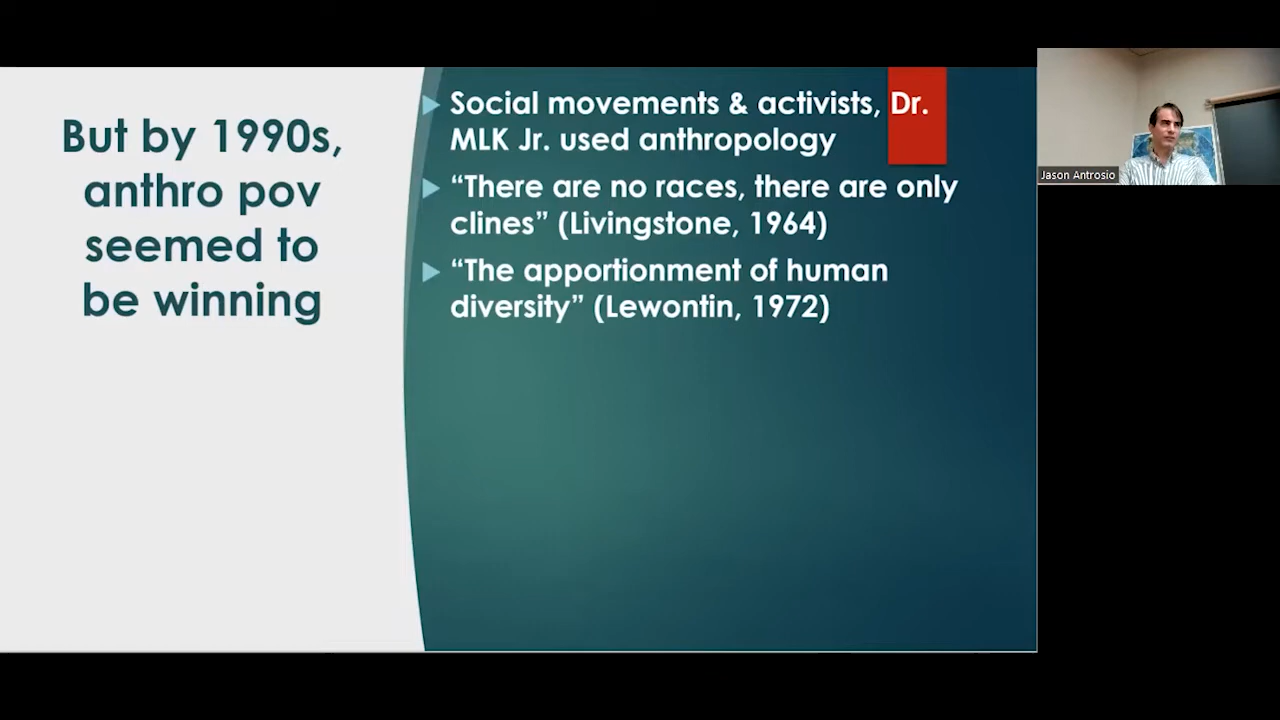 But by 1990s,
anthro pov
seemed to
be winning
Social movements & activists, Dr.
MLK Jr. used anthropology
“There are no races, there are only
clines” (Livingstone, 1964)
“The apportionment of human
diversity” (Lewontin, 1972)
Jason Antrosio